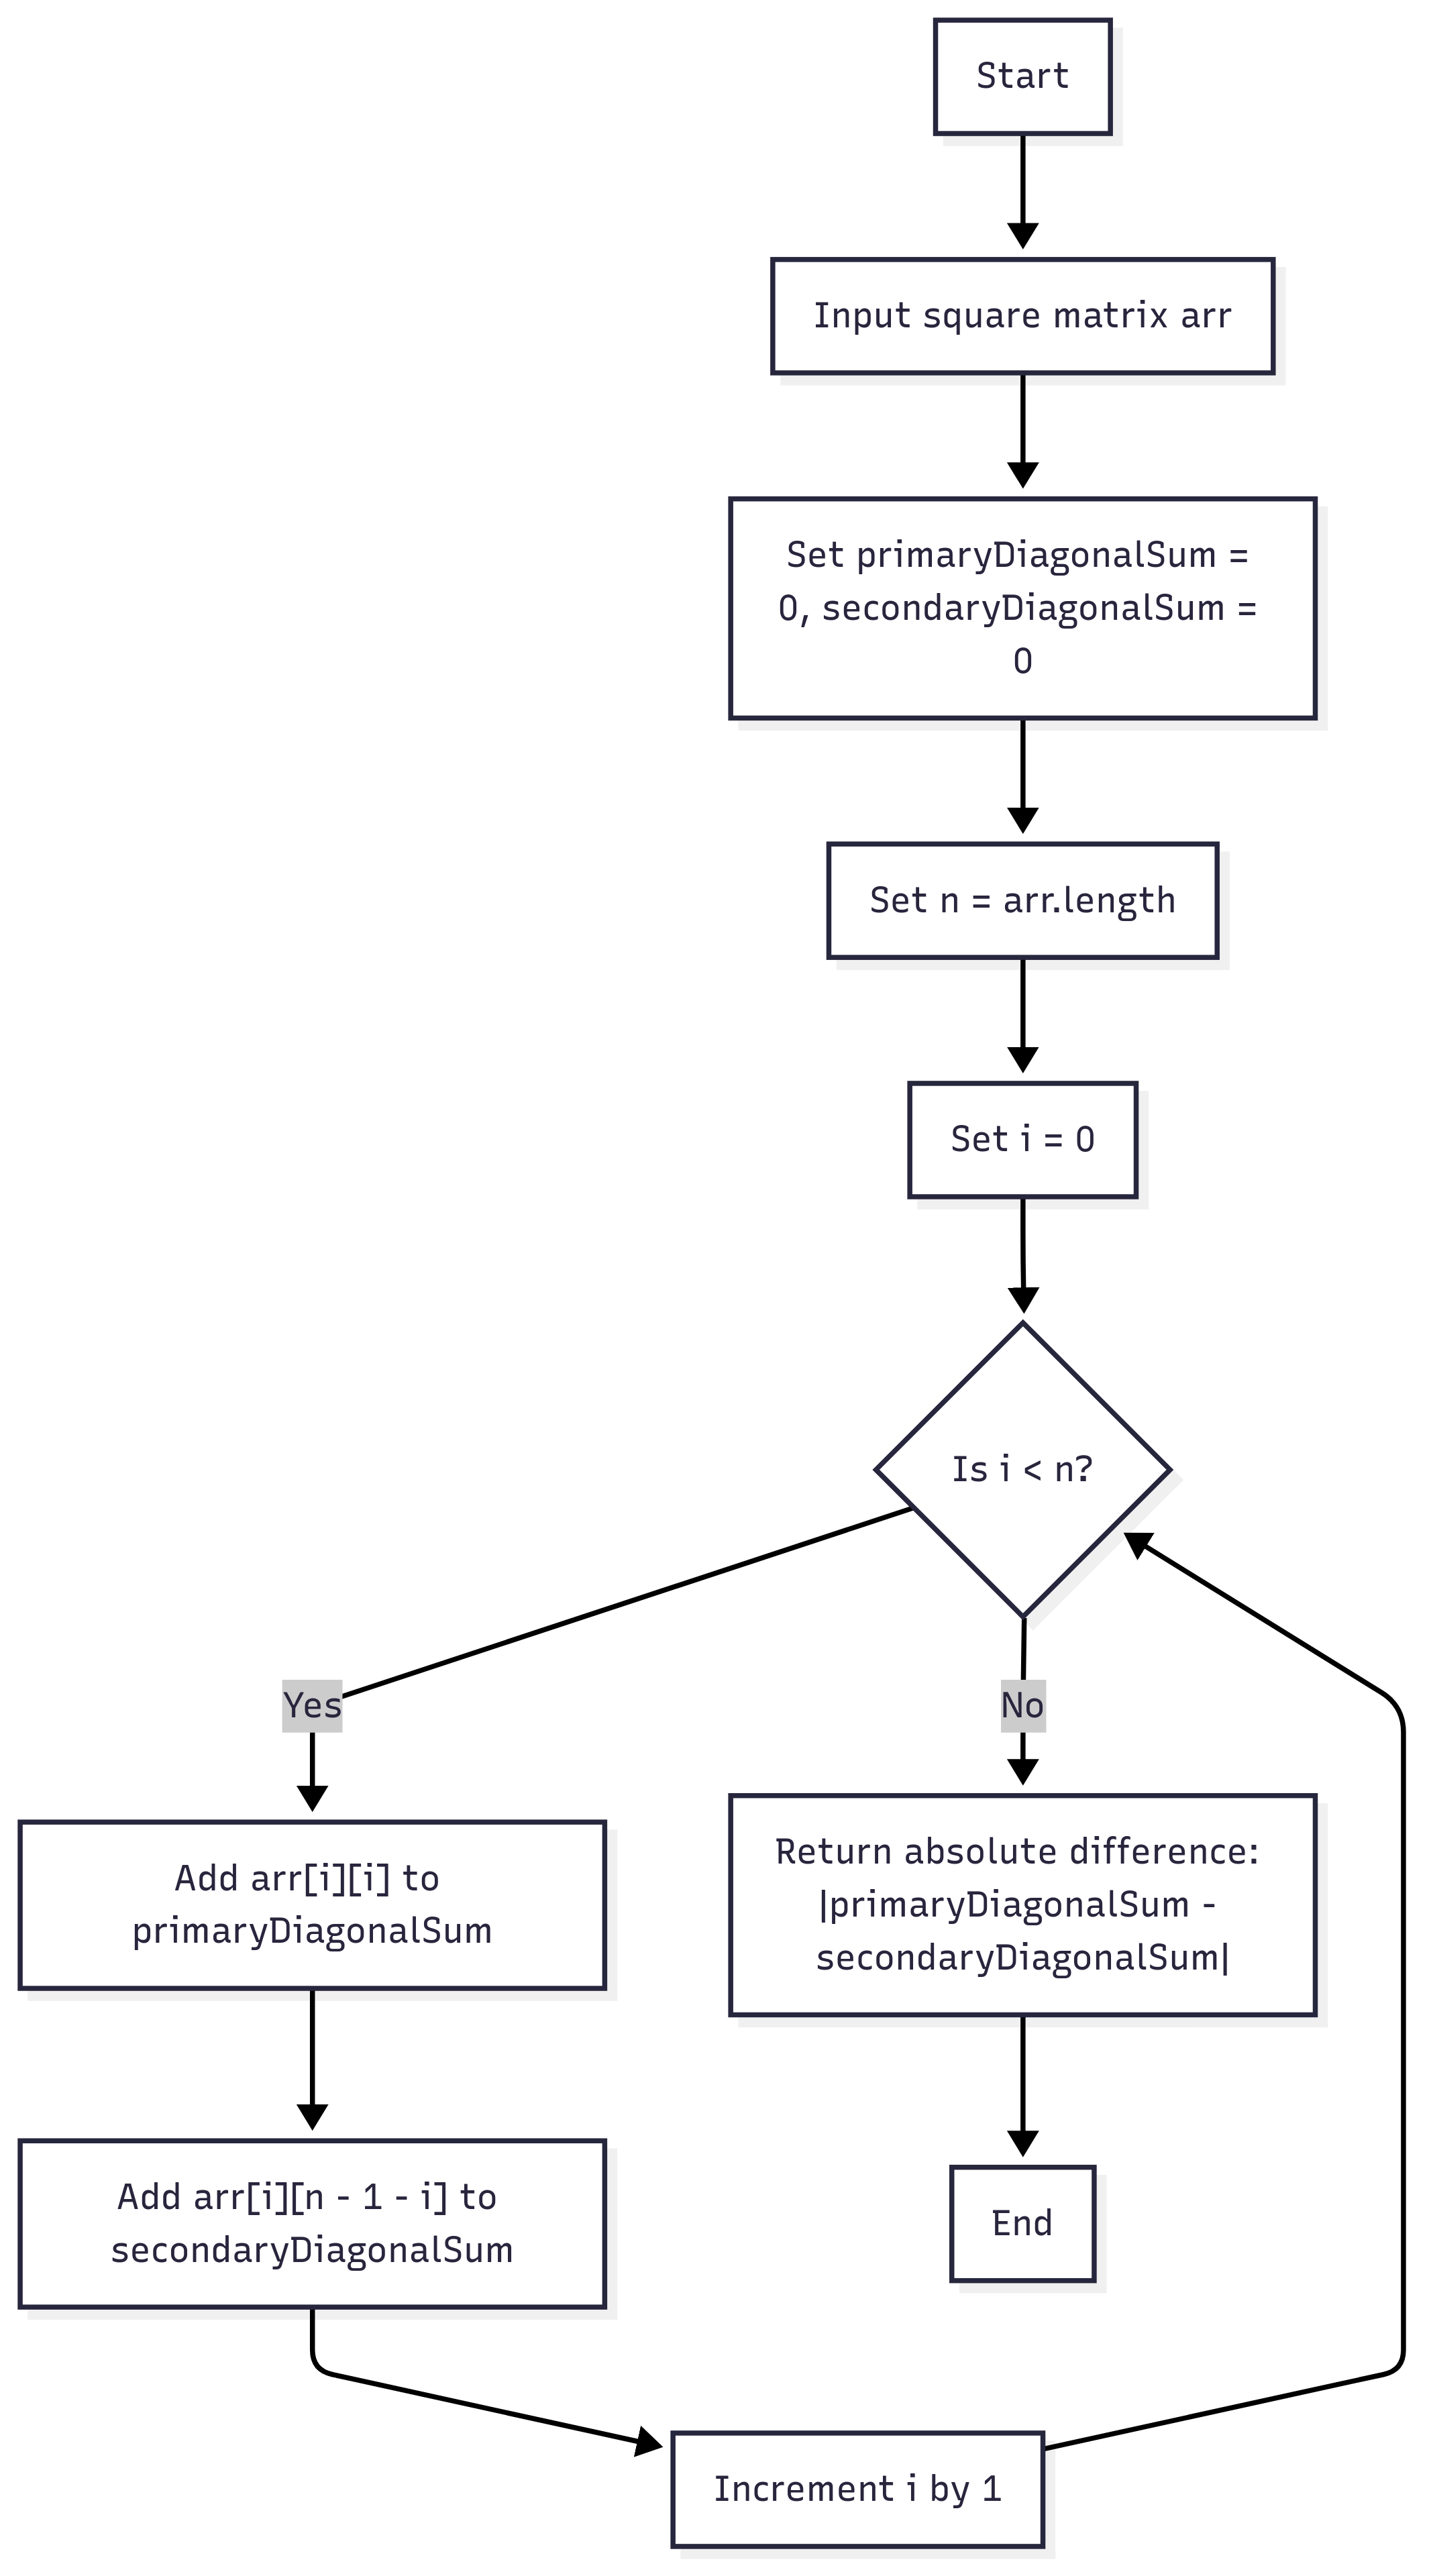 Start
Input square matrix arr
Set primaryDiagonalSum =
0, secondaryDiagonalSum =
0
Set n = arr.length
Set i = 0
Is i < n?
Yes
No
Add arr[i][i] to
primaryDiagonalSum
Return absolute difference:
|primaryDiagonalSum -
secondaryDiagonalSum|
Add arr[i][n - 1 - i] to
secondaryDiagonalSum
End
Increment i by 1